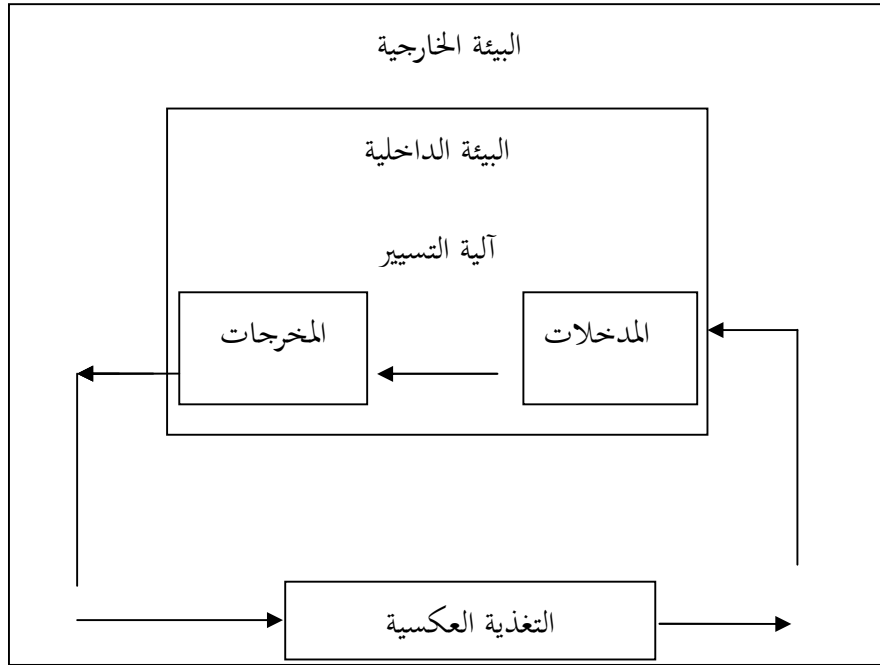 البيئة الخارجية
البيئة الداخلية
آلية التسيير
المدخلات
المخرجات
التغذية العكسية